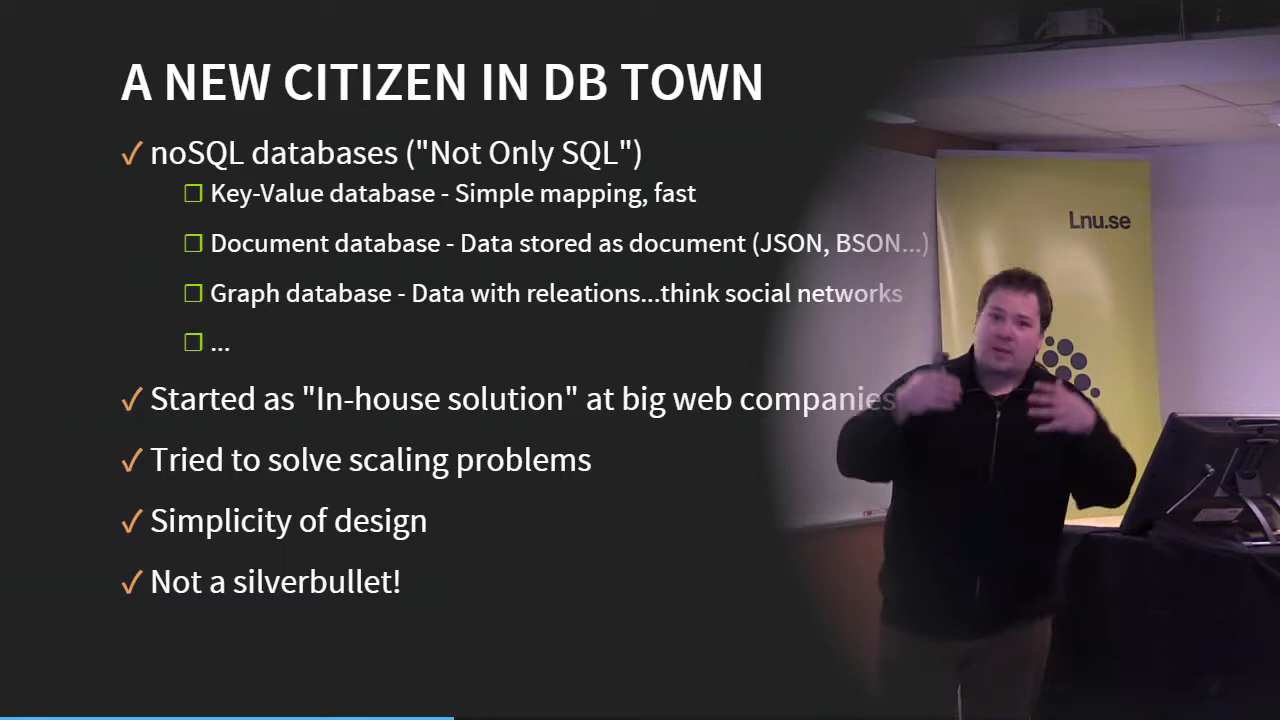 A NEW CITIZEN IN DB TOWN
✓ noSQL databases ("Not Only SQL")
❒ Key-Value database - Simple mapping, fast
❒ Document database - Data stored as document (JSON, BSON...)
❒ Graph database - Data with releations...think social networks
❒ ...
✓ Started as "In-house solution" at big web companies
✓ Tried to solve scaling problems
✓ Simplicity of design
✓ Not a silverbullet!
Lnu.se